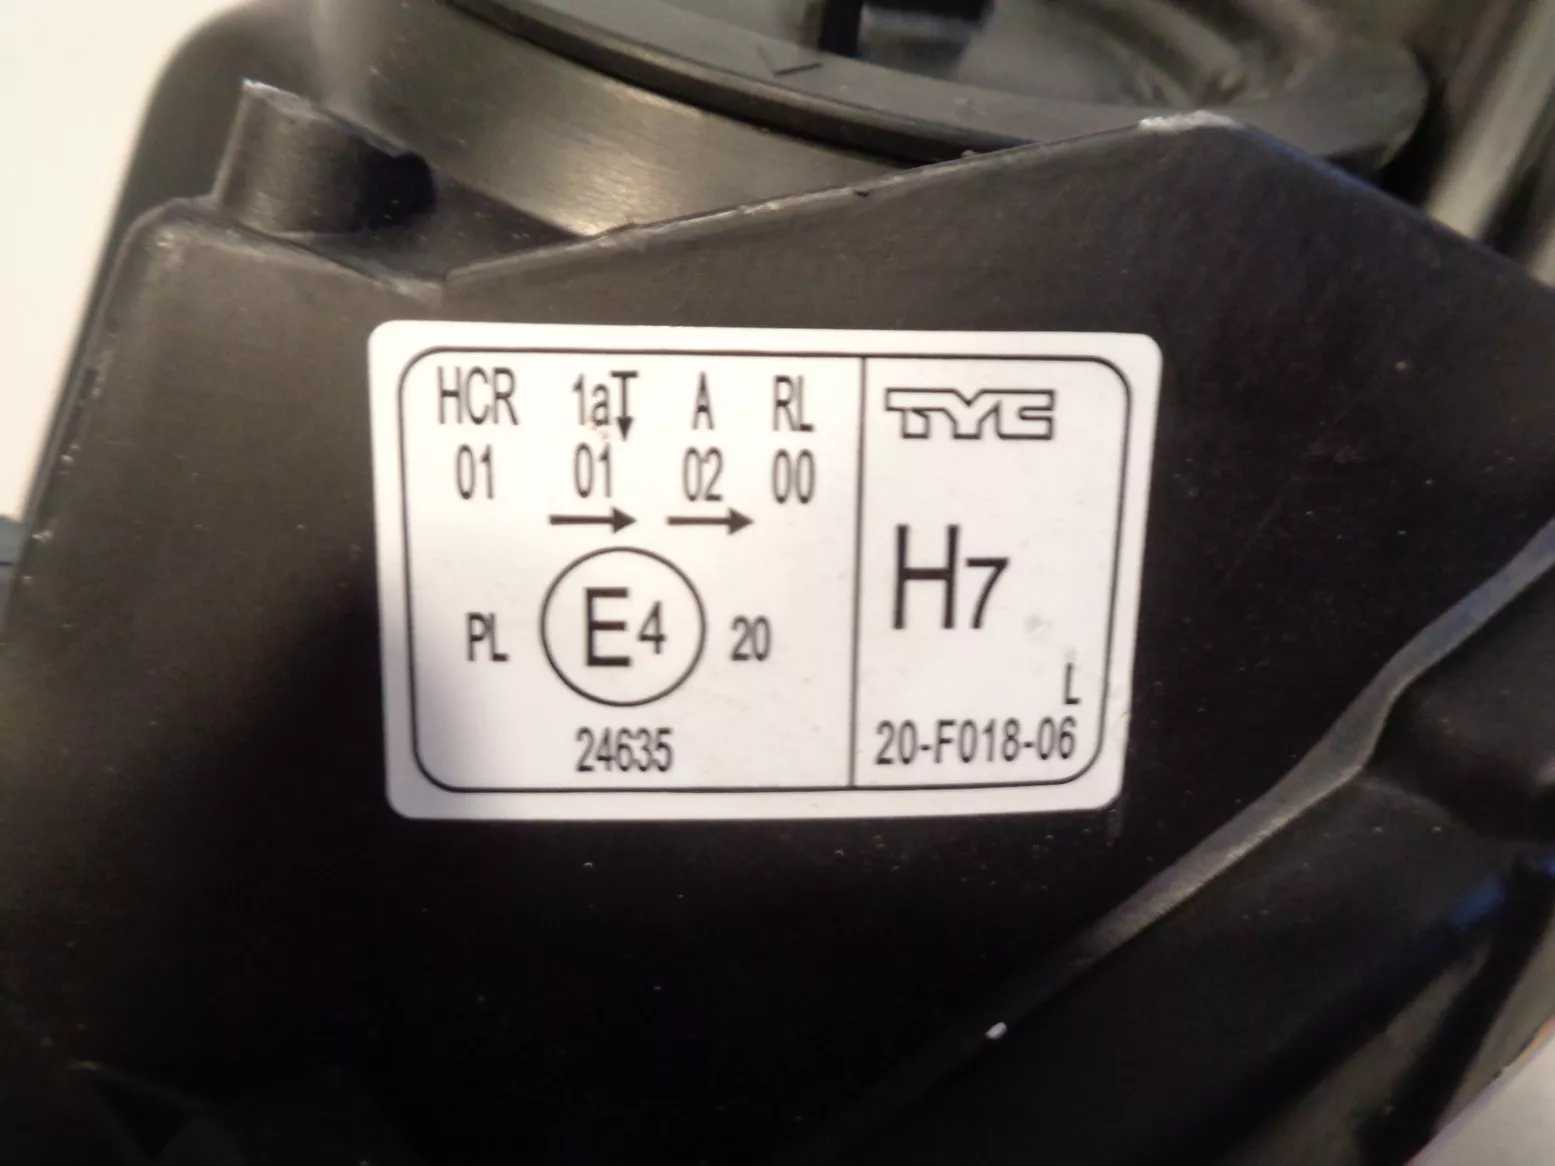 HCR 1aT A RL
01 01 02 00
PL E4 20
24635
TYC
H7
L
20-F018-06